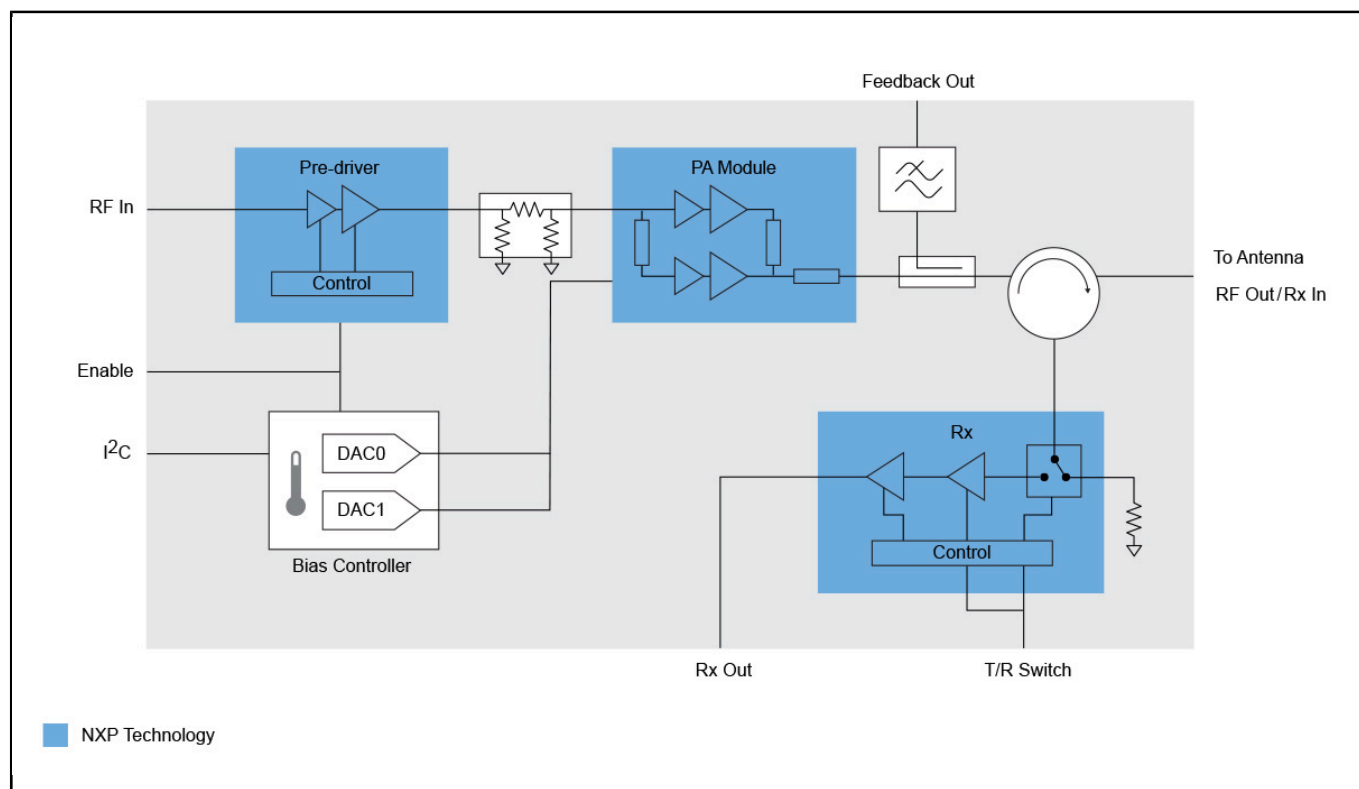 Feedback Out
Pre-driver
PA Module
RF In
Control
To Antenna
RF Out/Rx In
Enable
I²C
DAC0
DAC1
Bias Controller
Rx
Control
Rx Out
T/R Switch
NXP Technology